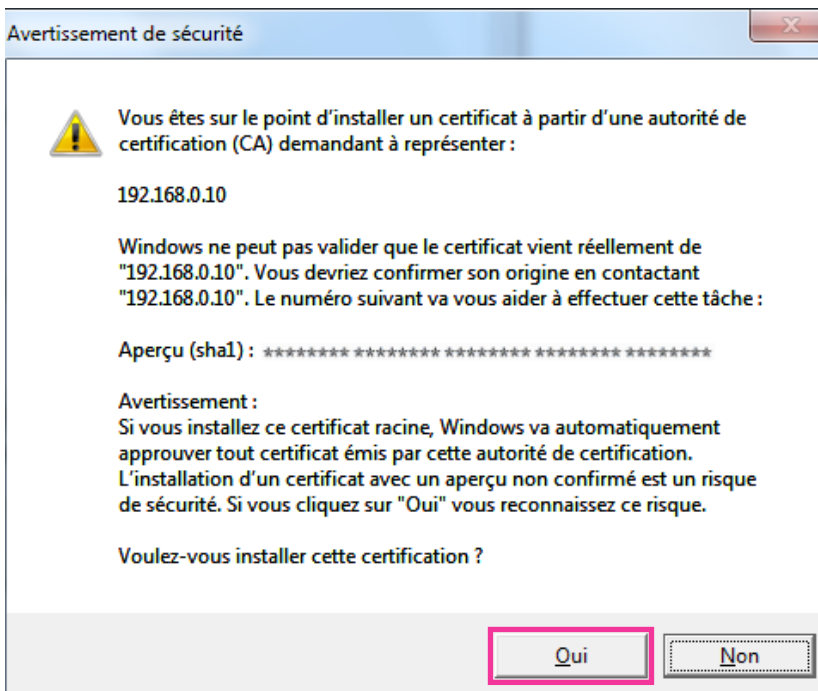 Avertissement de sécurité
Vous êtes sur le point d'installer un certificat à partir d'une autorité de
certification (CA) demandant à représenter :
192.168.0.10
Windows ne peut pas valider que le certificat vient réellement de
"192.168.0.10". Vous devriez confirmer son origine en contactant
"192.168.0.10". Le numéro suivant va vous aider à effectuer cette tâche :
Aperçu (sha1) : ******** ******** ******** ******** ********
Avertissement :
Si vous installez ce certificat racine, Windows va automatiquement
approuver tout certificat émis par cette autorité de certification.
L'installation d'un certificat avec un aperçu non confirmé est un risque
de sécurité. Si vous cliquez sur "Oui" vous reconnaissez ce risque.
Voulez-vous installer cette certification ?
Oui
Non